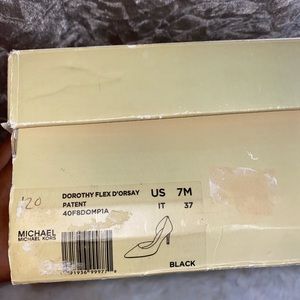 120
DOROTHY FLEX D'ORSAY US 7M
PATENT IT 37
40F8DOMP1A
MICHAEL
MICHAEL KORS
BLACK